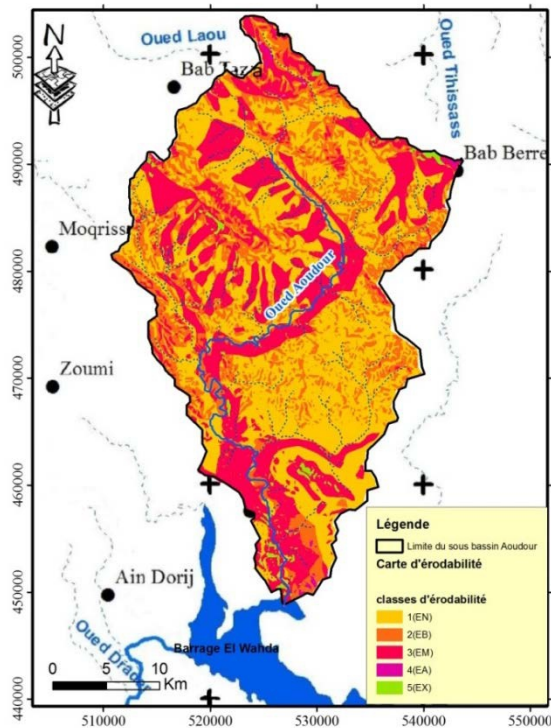 N
Oued Laou
Oued Tihissass
Bab Taza
Bab Berre
Moqriss
Oued Aoudour
Zoumi
Ain Dorij
Oued Drader
Barrage El Wahda
0 5 10
Km
500000
490000
480000
470000
460000
450000
440000
510000 520000 530000 540000 550000
Légende
Limite du sous bassin Aoudour
Carte d'érodabilité
classes d'érodabilité
1(EN)
2(EB)
3(EM)
4(EA)
5(EX)